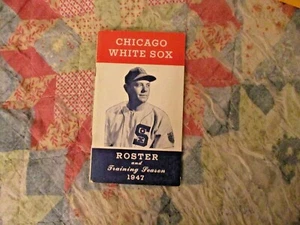 CHICAGO
WHITE SOX
ROSTER
and
Training Season
1947